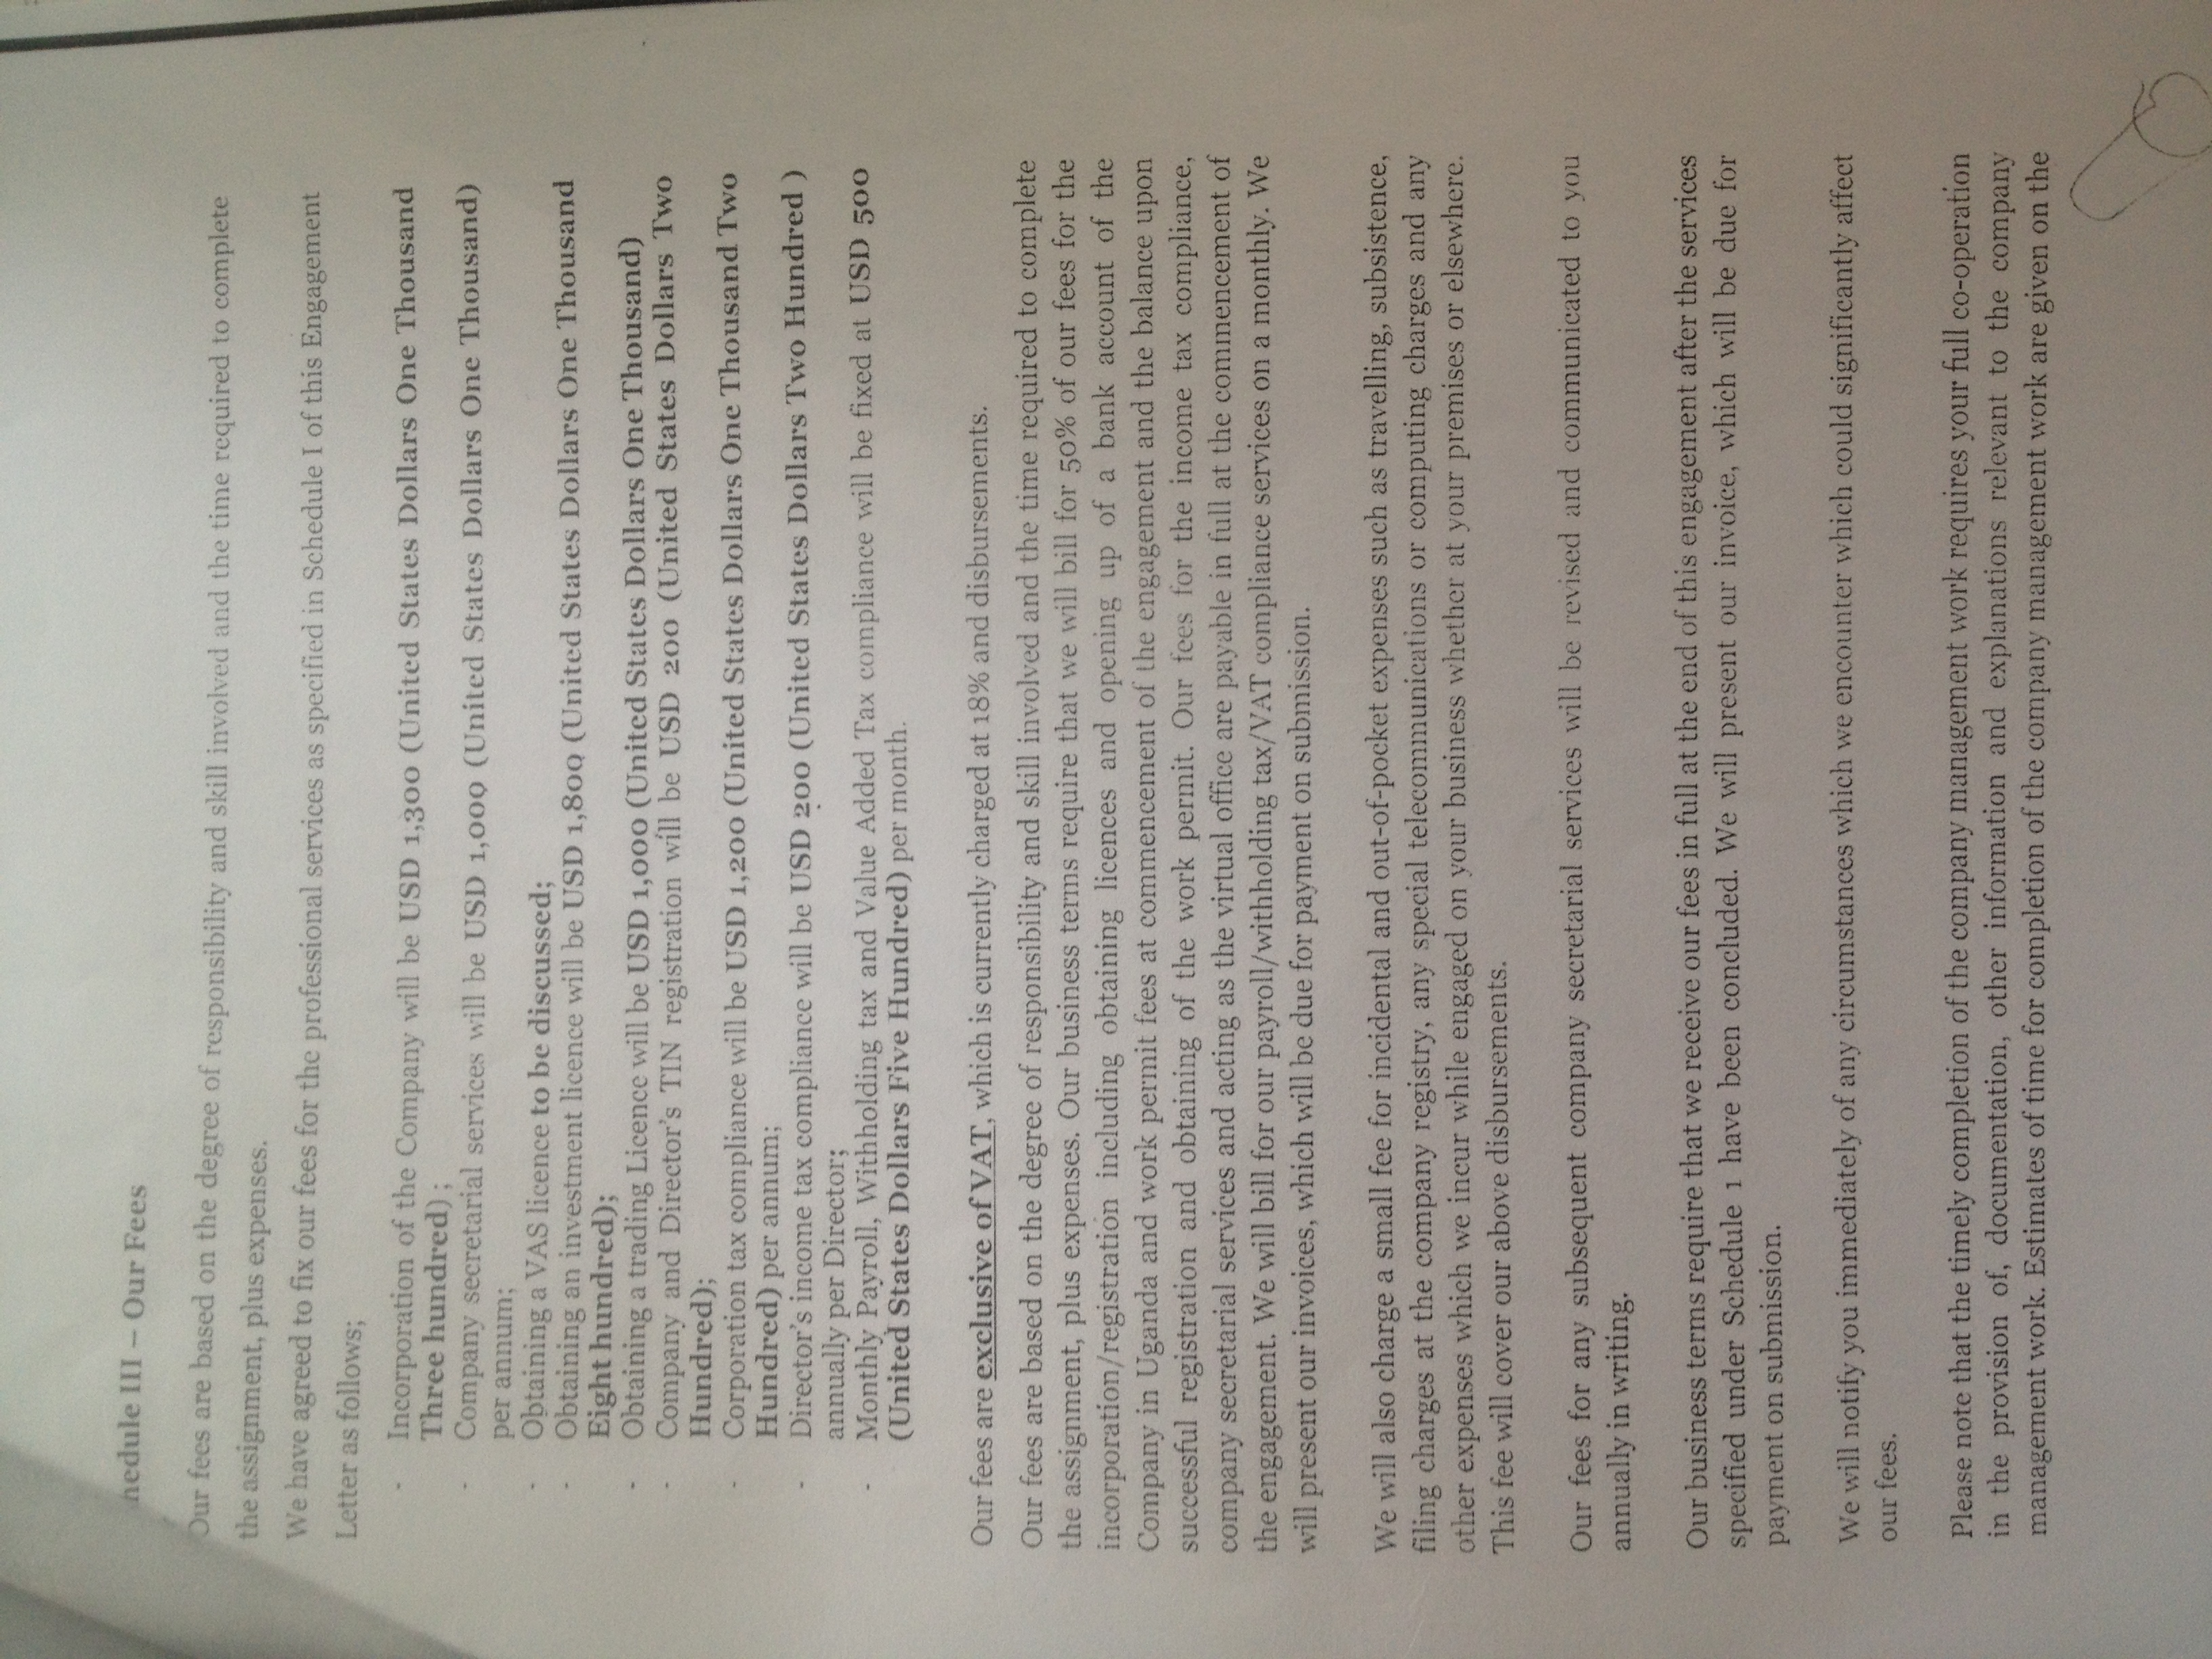 hedule III – Our Fees
Our fees are based on the degree of responsibility and skill involved and the time required to complete
the assignment, plus expenses.
We have agreed to fix our fees for the professional services as specified in Schedule I of this Engagement
Letter as follows;
- Incorporation of the Company will be USD 1,300 (United States Dollars One Thousand
Three hundred) ;
- Company secretarial services will be USD 1,000 (United States Dollars One Thousand)
per annum;
- Obtaining a VAS licence to be discussed;
- Obtaining an investment licence will be USD 1,800 (United States Dollars One Thousand
Eight hundred);
- Obtaining a trading Licence will be USD 1,000 (United States Dollars One Thousand)
- Company and Director's TIN registration will be USD 200 (United States Dollars Two
Hundred);
- Corporation tax compliance will be USD 1,200 (United States Dollars One Thousand Two
Hundred) per annum;
- Director's income tax compliance will be USD 200 (United States Dollars Two Hundred )
annually per Director;
- Monthly Payroll, Withholding tax and Value Added Tax compliance will be fixed at USD 500
(United States Dollars Five Hundred) per month.
Our fees are exclusive of VAT, which is currently charged at 18% and disbursements.
Our fees are based on the degree of responsibility and skill involved and the time required to complete
the assignment, plus expenses. Our business terms require that we will bill for 50% of our fees for the
incorporation/registration including obtaining licences and opening up of a bank account of the
Company in Uganda and work permit fees at commencement of the engagement and the balance upon
successful registration and obtaining of the work permit. Our fees for the income tax compliance,
company secretarial services and acting as the virtual office are payable in full at the commencement of
the engagement. We will bill for our payroll/withholding tax/VAT compliance services on a monthly. We
will present our invoices, which will be due for payment on submission.
We will also charge a small fee for incidental and out-of-pocket expenses such as travelling, subsistence,
filing charges at the company registry, any special telecommunications or computing charges and any
other expenses which we incur while engaged on your business whether at your premises or elsewhere.
This fee will cover our above disbursements.
Our fees for any subsequent company secretarial services will be revised and communicated to you
annually in writing.
Our business terms require that we receive our fees in full at the end of this engagement after the services
specified under Schedule 1 have been concluded. We will present our invoice, which will be due for
payment on submission.
We will notify you immediately of any circumstances which we encounter which could significantly affect
our fees.
Please note that the timely completion of the company management work requires your full co-operation
in the provision of, documentation, other information and explanations relevant to the company
management work. Estimates of time for completion of the company management work are given on the